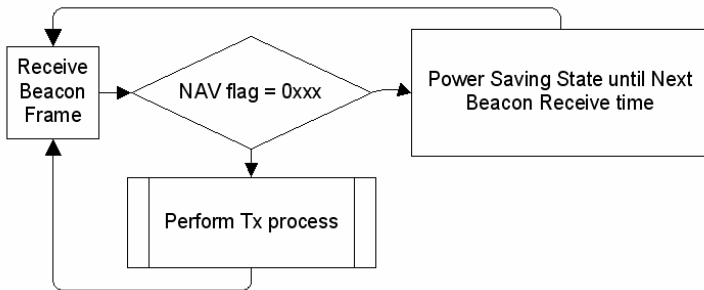 Receive
Beacon
Frame
NAV flag = 0xxx
Power Saving State until Next
Beacon Receive time
Perform Tx process